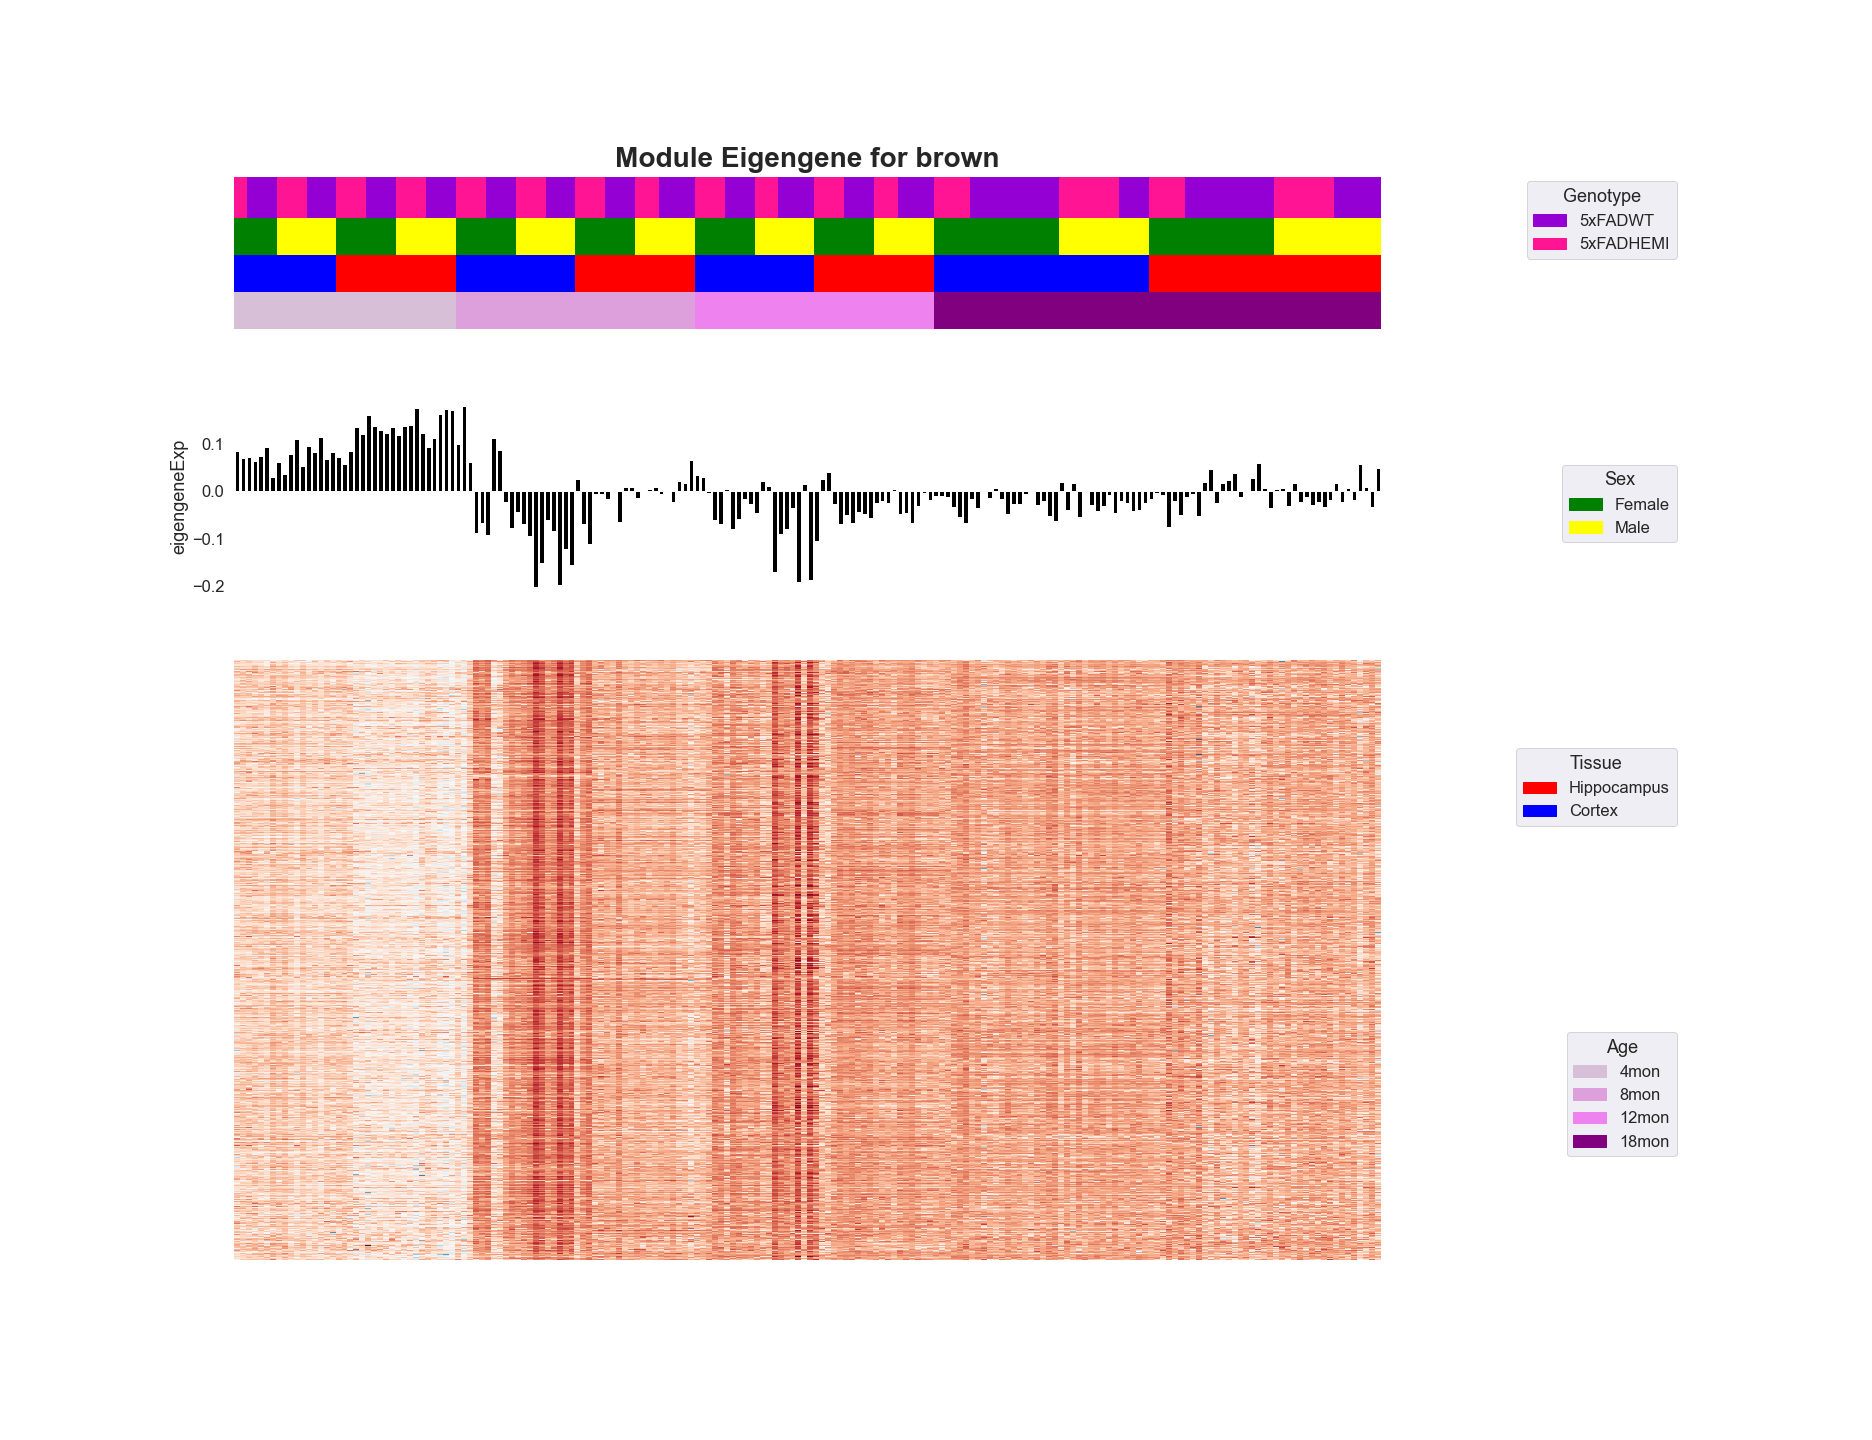 Module Eigengene for brown
Genotype
5xFADWT
5xFADHEMI
eigengeneExp
0.1
0.0
−0.1
−0.2
Sex
Female
Male
Tissue
Hippocampus
Cortex
Age
4mon
8mon
12mon
18mon